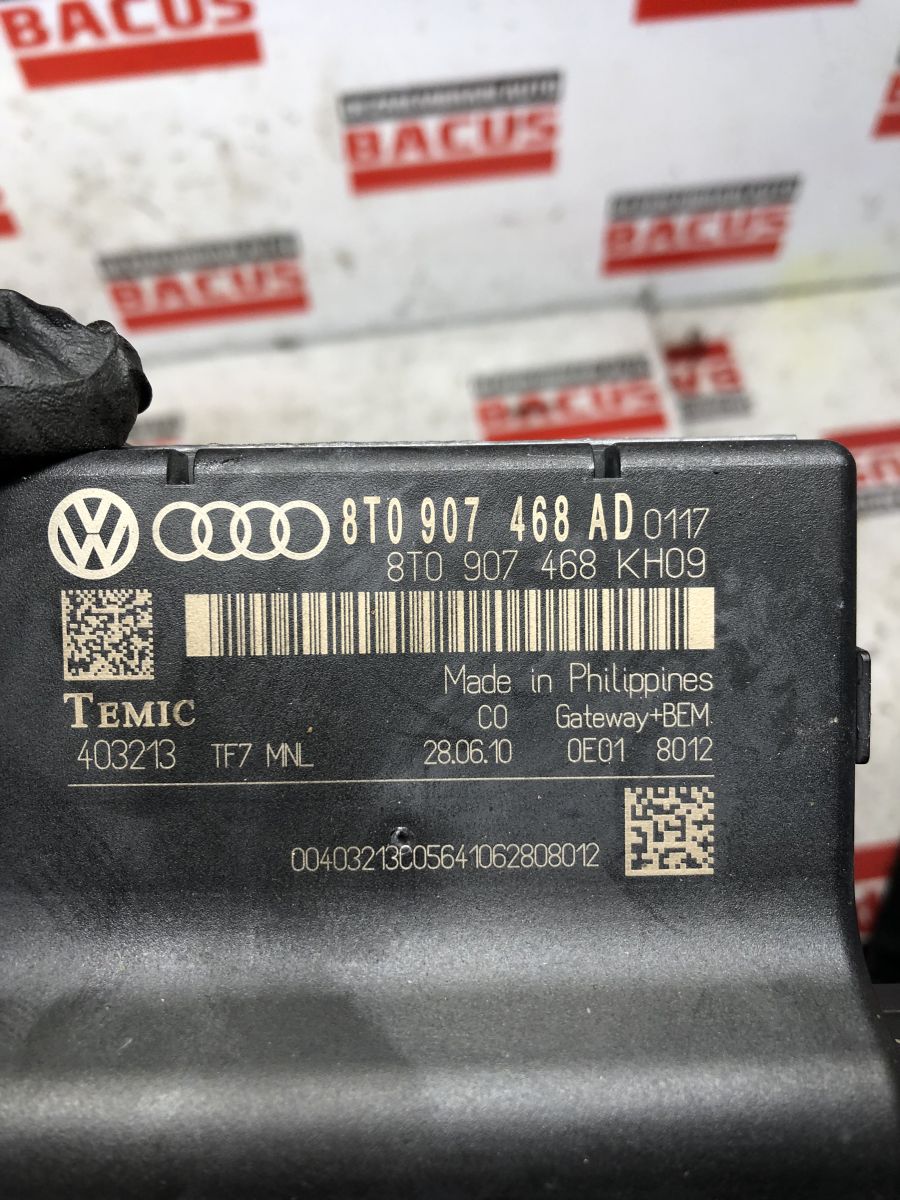 BACUS
BACUS
BACUS
BACUS
BACUS
8T0 907 468 AD 0117
8T0 907 468 KH09
Made in Philippines
TEMIC
C0 Gateway+BEM
403213 TF7 MNL 28.06.10 0E01 8012
00403213C05641062808012